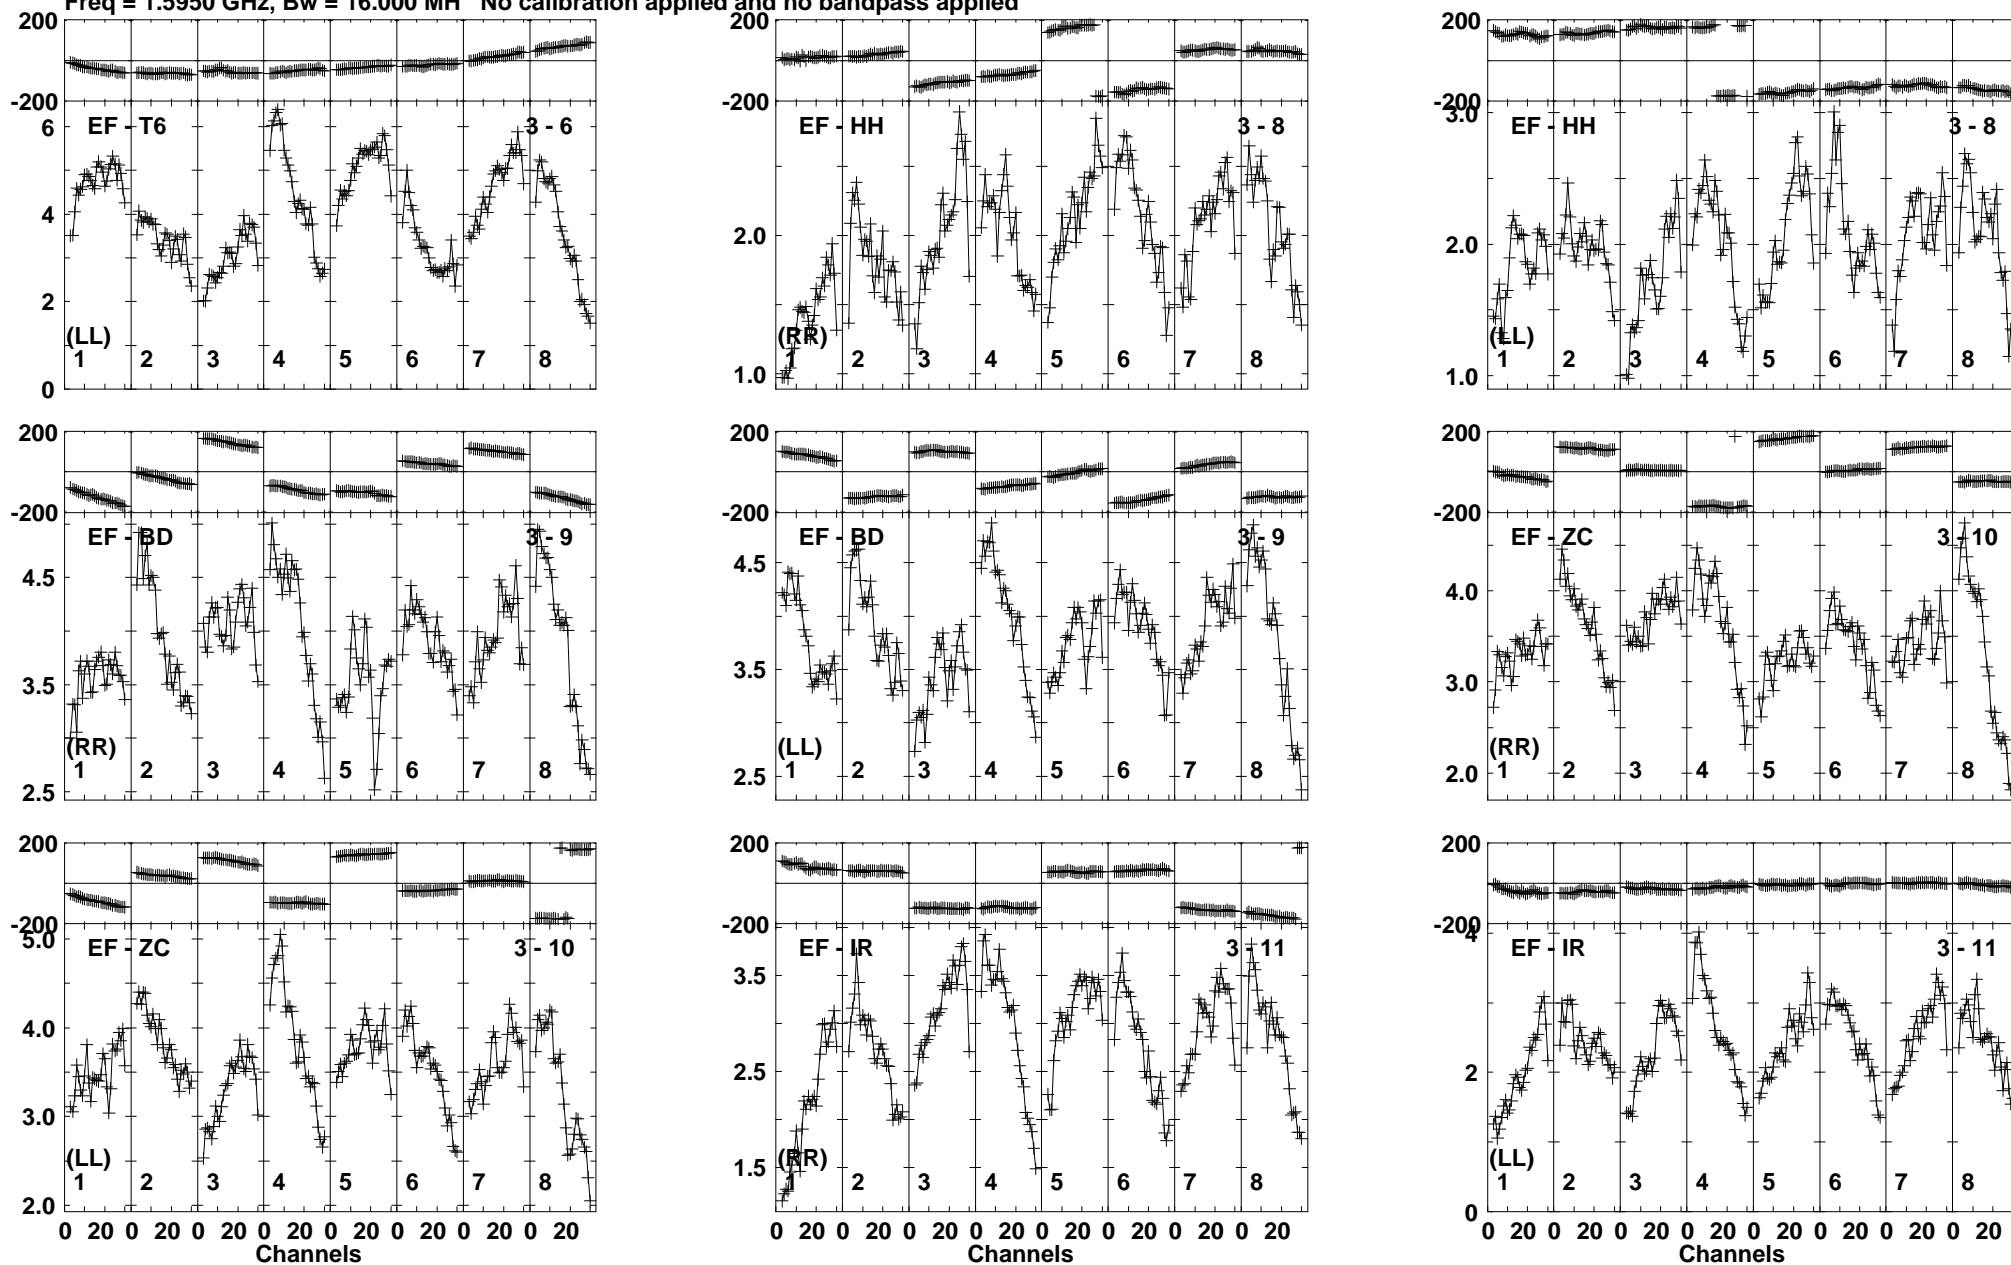 Freq = 1.5950 GHz, Bw = 16.000 MH No calibration applied and no bandpass applied
200 200 200
-200 -200 -200
EF - T6 3 - 6 EF - HH 3 - 8 EF - HH 3 - 8
6 3.0
4 2.0 2.0
2
(LL) (RR) (LL)
1 2 3 4 5 6 7 8 1 2 3 4 5 6 7 8 1 2 3 4 5 6 7 8
0 1.0 1.0
200 200 200
-200 -200 -200
EF - BD 3 - 9 EF - BD 3 - 9 EF - ZC 3 - 10
4.5 4.5 4.0
3.5 3.5 3.0
(RR) (LL) (RR)
1 2 3 4 5 6 7 8 1 2 3 4 5 6 7 8 1 2 3 4 5 6 7 8
2.5 2.5 2.0
200 200 200
-200 -200 -200
5.0 4
EF - ZC 3 - 10 EF - IR 3 - 11 EF - IR 3 - 11
4.0 3.5
3.0 2.5 2
(LL) (RR) (LL)
1 2 3 4 5 6 7 8 1 2 3 4 5 6 7 8 1 2 3 4 5 6 7 8
2.0 1.5 0
0 20 0 20 0 20 0 20 0 20 0 20 0 20 0 20 0 20 0 20 0 20 0 20 0 20 0 20 0 20 0 20 0 20 0 20 0 20 0 20 0 20 0 20 0 20 0 20
Channels Channels Channels